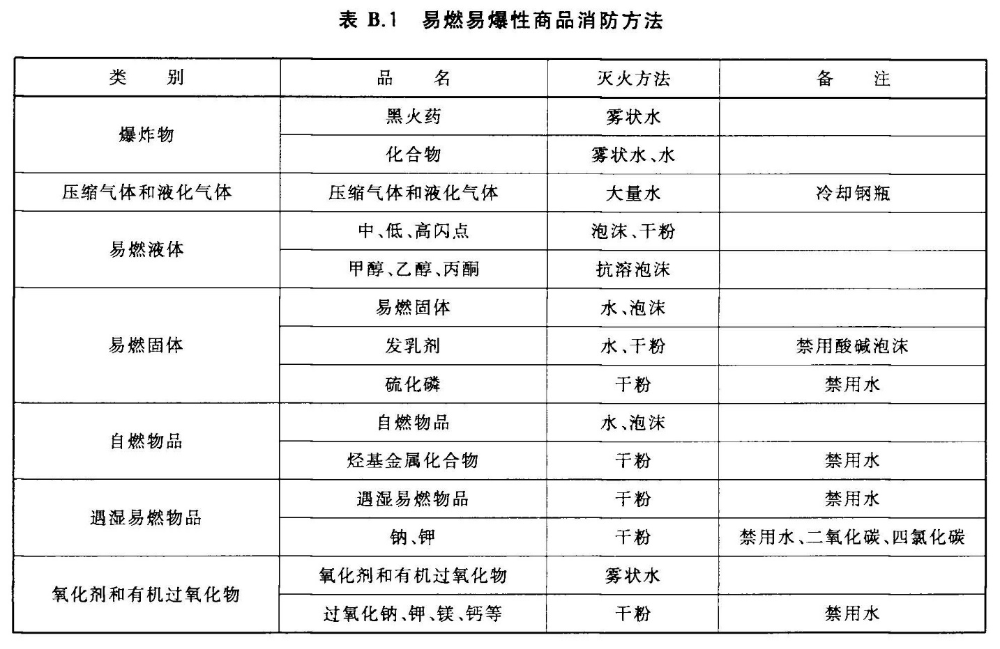 表 B.1 易燃易爆性商品消防方法
类 别 品 名 灭火方法 备 注
爆炸物 黑火药 雾状水
化合物 雾状水、水
压缩气体和液化气体 压缩气体和液化气体 大量水 冷却钢瓶
易燃液体 中、低、高闪点 泡沫、干粉
甲醇、乙醇、丙酮 抗溶泡沫
易燃固体 易燃固体 水、泡沫
发乳剂 水、干粉 禁用酸碱泡沫
硫化磷 干粉 禁用水
自燃物品 自燃物品 水、泡沫
烃基金属化合物 干粉 禁用水
遇湿易燃物品 遇湿易燃物品 干粉 禁用水
钠、钾 干粉 禁用水、二氧化碳、四氯化碳
氧化剂和有机过氧化物 氧化剂和有机过氧化物 雾状水
过氧化钠、钾、镁、钙等 干粉 禁用水